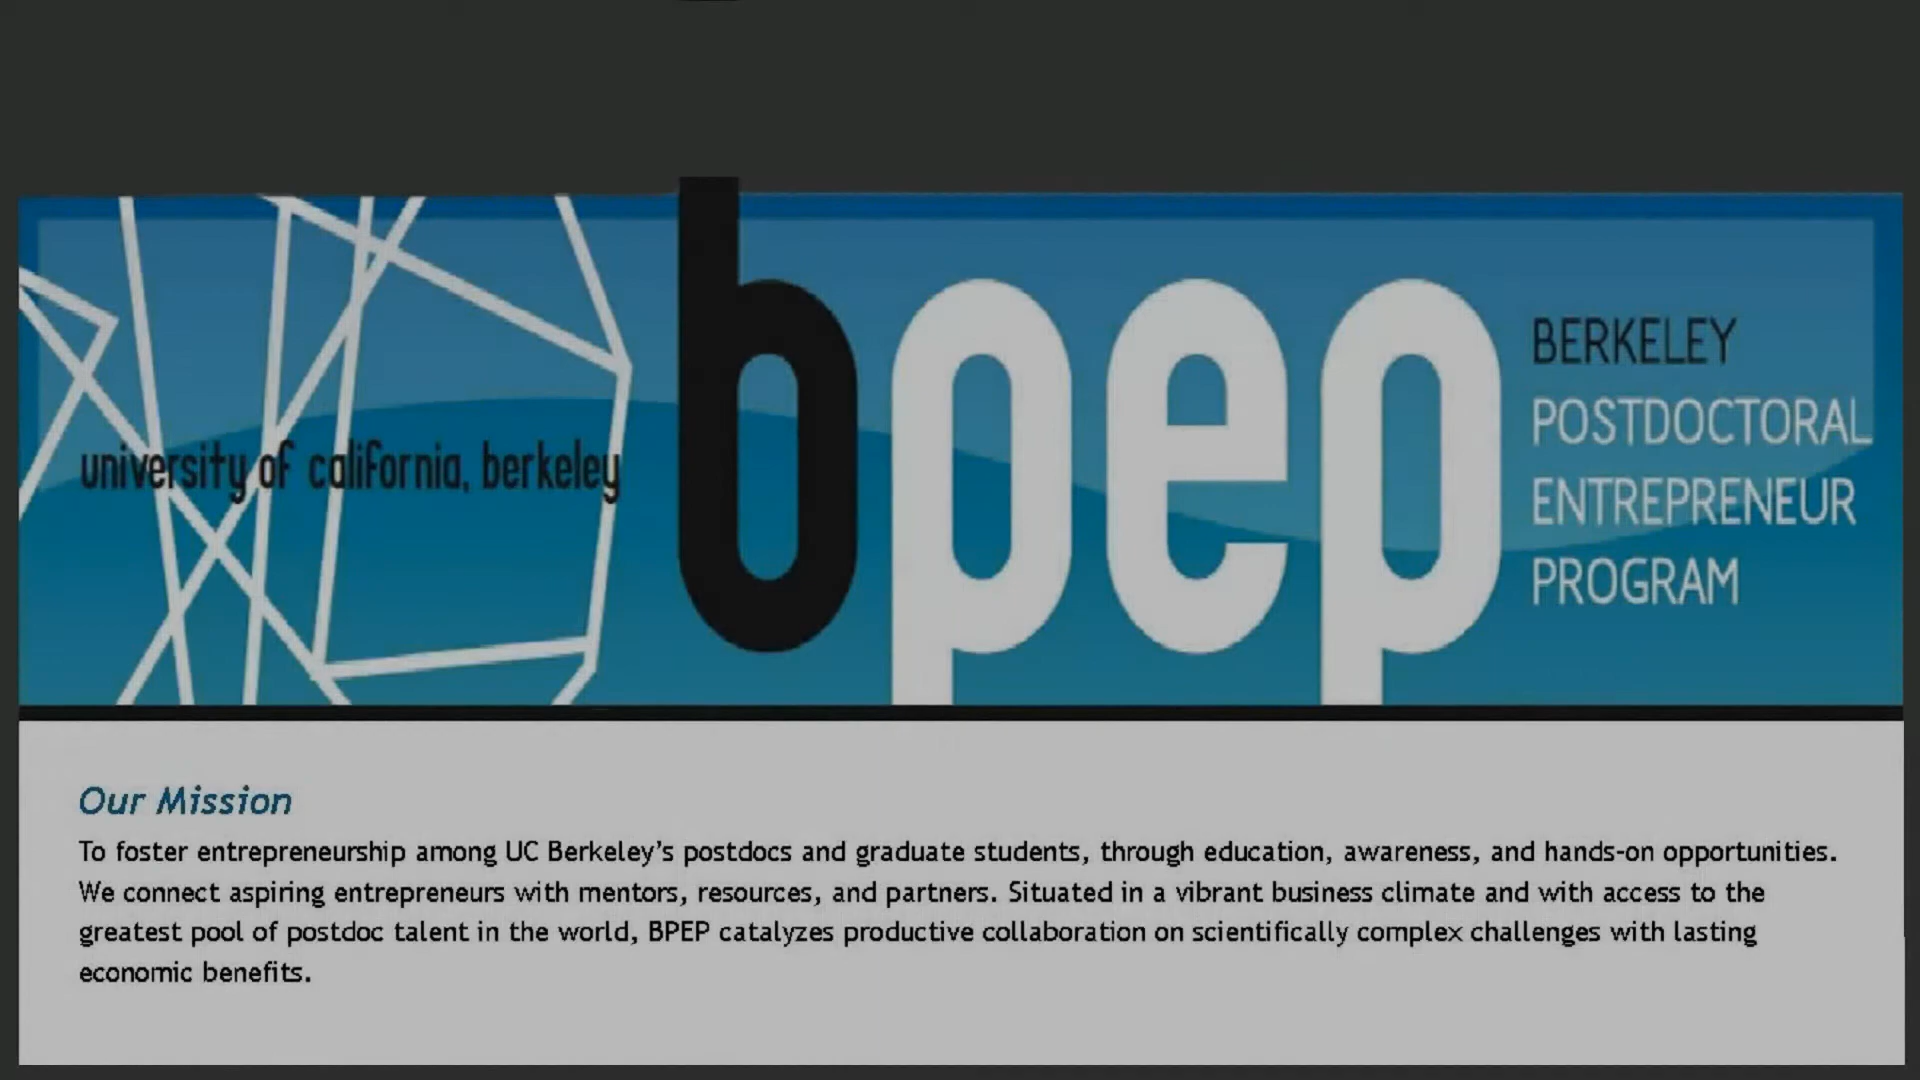 university of california, berkeley
bpep
BERKELEY
POSTDOCTORAL
ENTREPRENEUR
PROGRAM
Our Mission
To foster entrepreneurship among UC Berkeley's postdocs and graduate students, through education, awareness, and hands-on opportunities.
We connect aspiring entrepreneurs with mentors, resources, and partners. Situated in a vibrant business climate and with access to the
greatest pool of postdoc talent in the world, BPEP catalyzes productive collaboration on scientifically complex challenges with lasting
economic benefits.